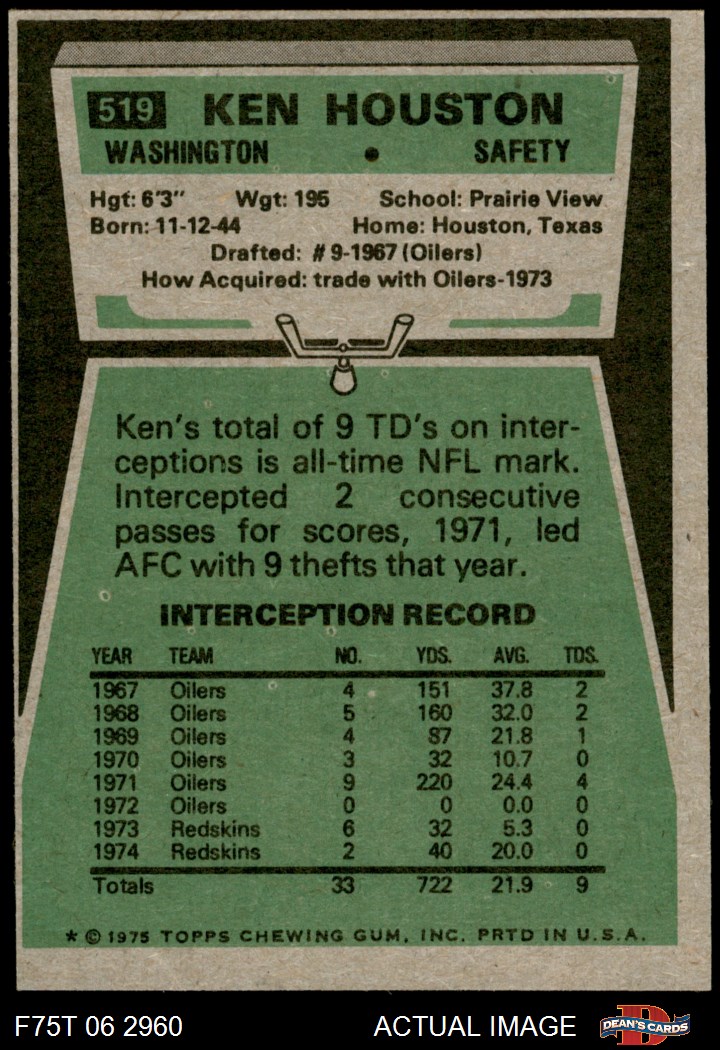 519 KEN HOUSTON
WASHINGTON • SAFETY
Hgt: 6'3" Wgt: 195 School: Prairie View
Born: 11-12-44 Home: Houston, Texas
Drafted: #9-1967 (Oilers)
How Acquired: trade with Oilers-1973
Ken's total of 9 TD's on inter-
ceptions is all-time NFL mark.
Intercepted 2 consecutive
passes for scores, 1971, led
AFC with 9 thefts that year.
INTERCEPTION RECORD
YEAR TEAM NO. YDS. AVG. TDS.
1967 Oilers 4 151 37.8 2
1968 Oilers 5 160 32.0 2
1969 Oilers 4 87 21.8 1
1970 Oilers 3 32 10.7 0
1971 Oilers 9 220 24.4 4
1972 Oilers 0 0 0.0 0
1973 Redskins 6 32 5.3 0
1974 Redskins 2 40 20.0 0
Totals 33 722 21.9 9
* © 1975 TOPPS CHEWING GUM, INC. PRTD IN U.S.A.
F75T 06 2960 ACTUAL IMAGE D DEAN'S CARDS